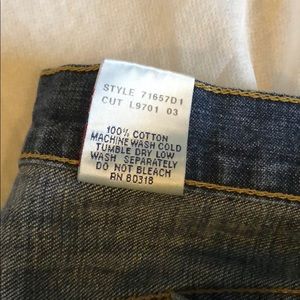 STYLE 71657D1
CUT L9701 03
100% COTTON
MACHINE WASH COLD
TUMBLE DRY LOW
WASH SEPARATELY
DO NOT BLEACH
RN 80318